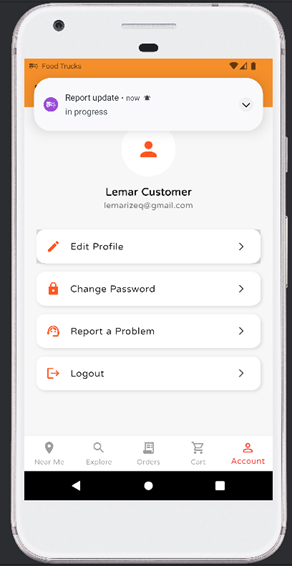 Food Trucks
Report update • now
in progress
Lemar Customer
lemarizeq@gmail.com
Edit Profile
Change Password
Report a Problem
Logout
Near Me
Explore
Orders
Cart
Account